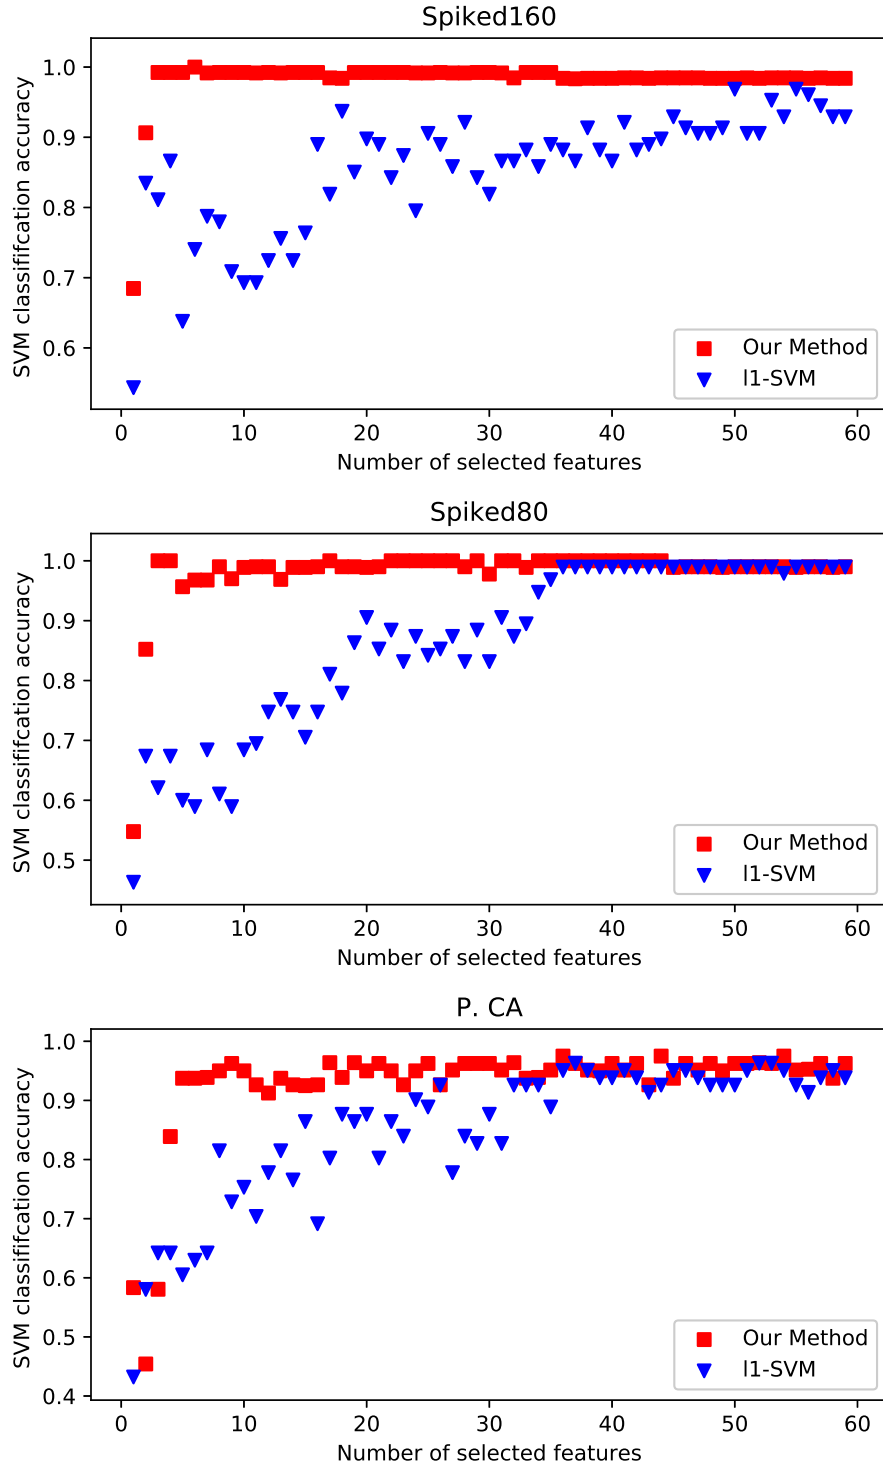 Spiked160
SVM classififcation accuracy
1.0
0.9
0.8
0.7
0.6
Our Method
l1-SVM
0 10 20 30 40 50 60
Number of selected features
Spiked80
SVM classififcation accuracy
1.0
0.9
0.8
0.7
0.6
0.5
Our Method
l1-SVM
0 10 20 30 40 50 60
Number of selected features
P. CA
SVM classififcation accuracy
1.0
0.9
0.8
0.7
0.6
0.5
0.4
Our Method
l1-SVM
0 10 20 30 40 50 60
Number of selected features